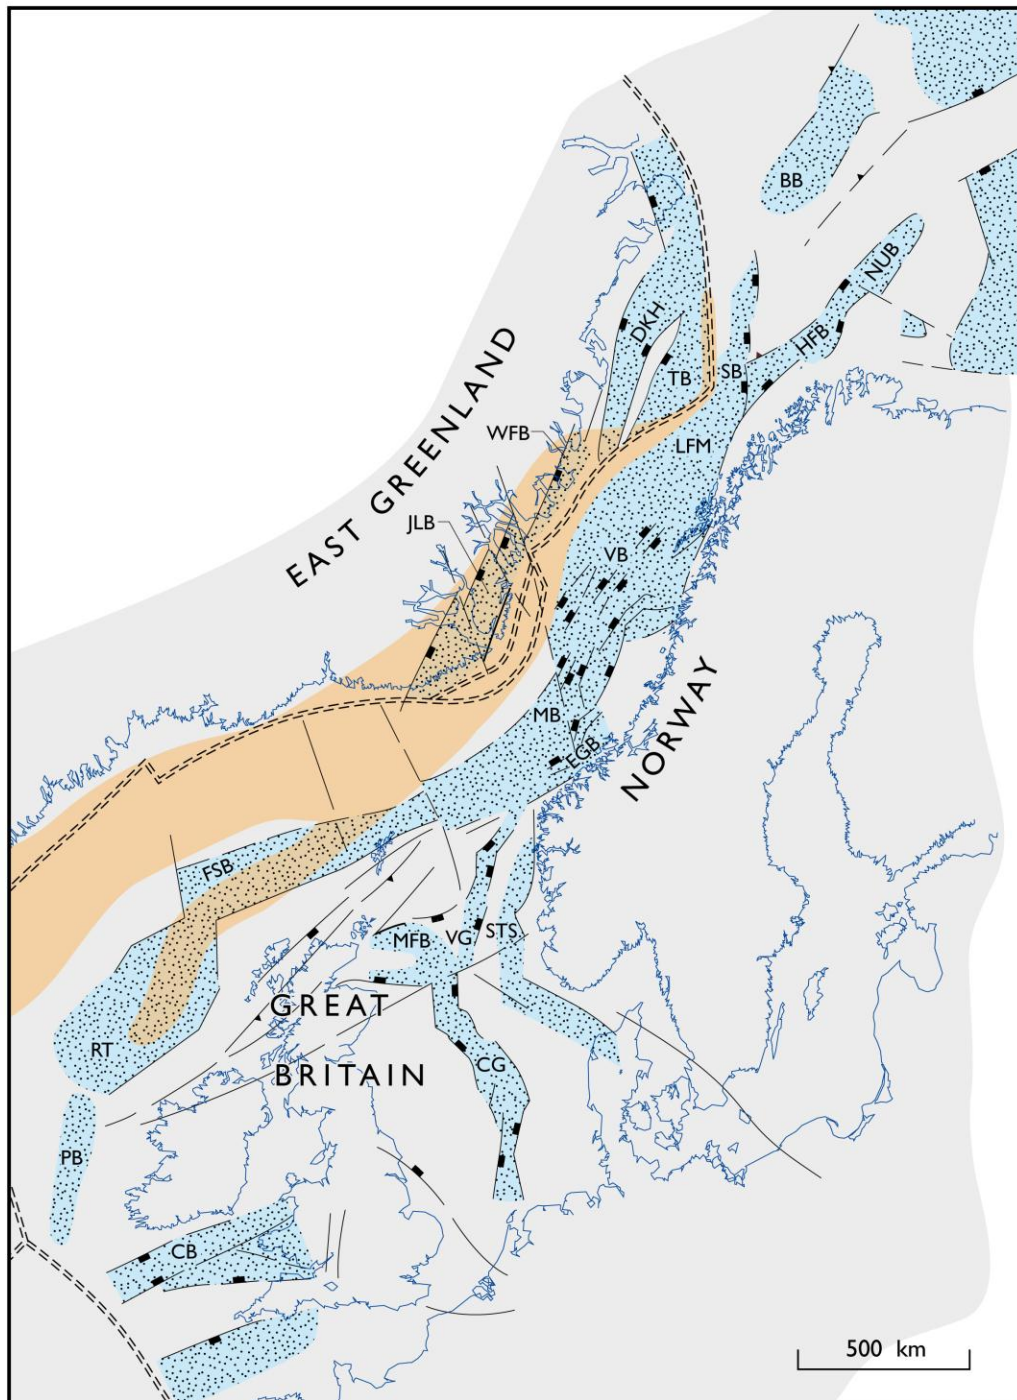 BB
NUB
DKH
HFB
TB
SB
EAST GREENLAND
WFB
LFM
JLB
VB
NORWAY
MB
EGB
FSB
MFB
VG
STS
GREAT
RT
CG
BRITAIN
PB
CB
500 km